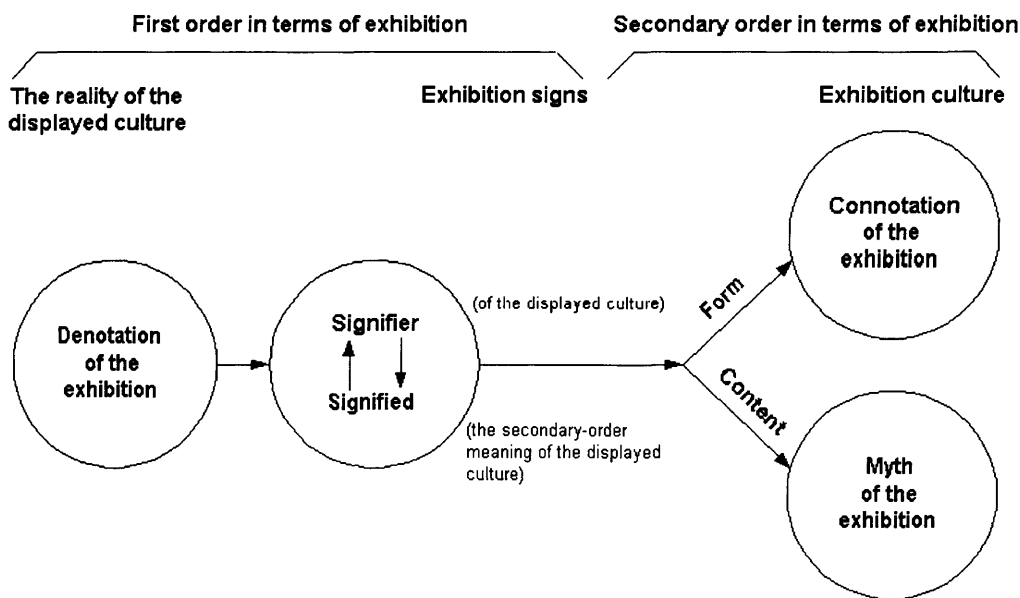 First order in terms of exhibition
Secondary order in terms of exhibition
The reality of the
displayed culture
Exhibition signs
Exhibition culture
Denotation
of the
exhibition
Signifier
Signified
(of the displayed culture)
(the secondary-order
meaning of the displayed
culture)
Form
Content
Connotation
of the
exhibition
Myth
of the
exhibition